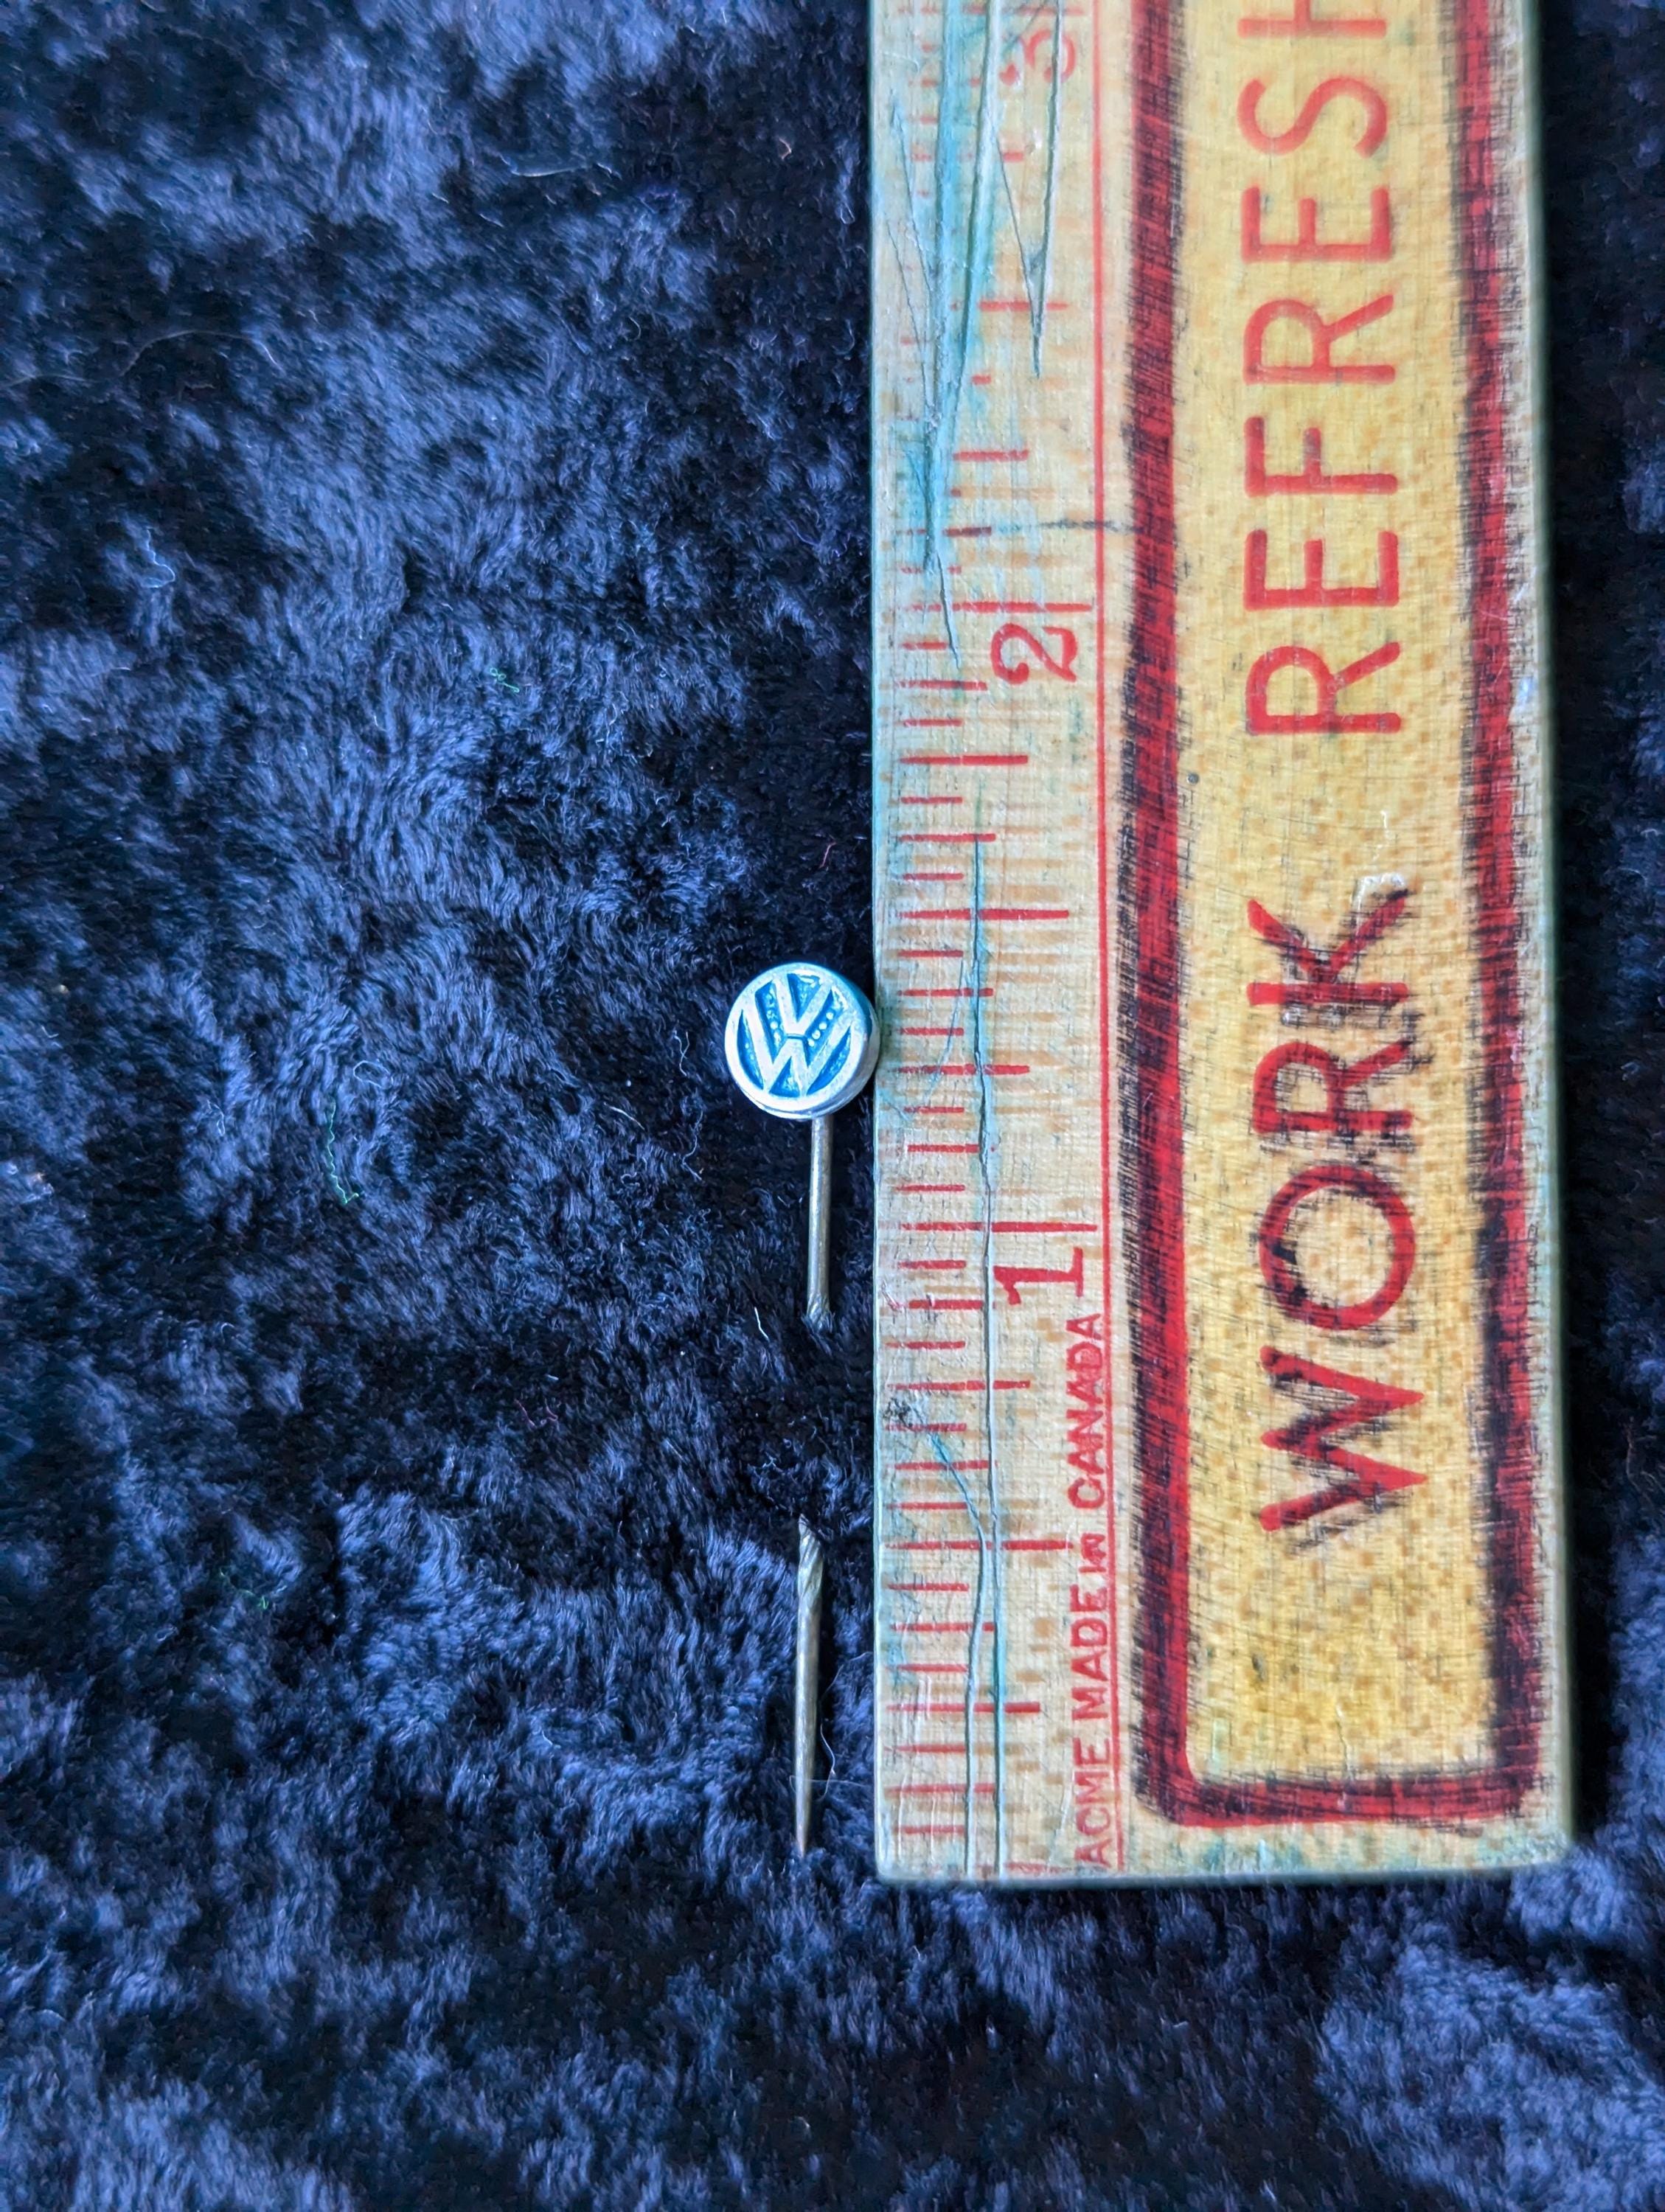 VW
3
2
1
ACME MADE IN CANADA
WORK REFRESH